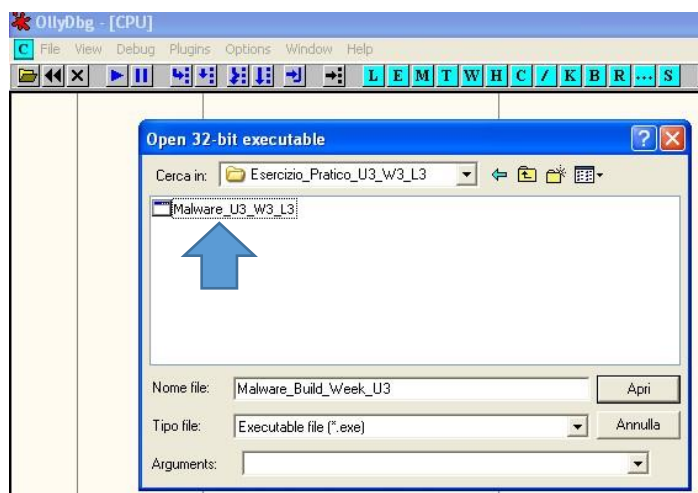 OllyDbg - [CPU]
C File View Debug Plugins Options Window Help
L E M T W H C / K B R ... S
Open 32-bit executable
Cerca in: Esercizio_Pratico_U3_W3_L3
Malware_U3_W3_L3
Nome file: Malware_Build_Week_U3 Apri
Tipo file: Executable file (*.exe) Annulla
Arguments: